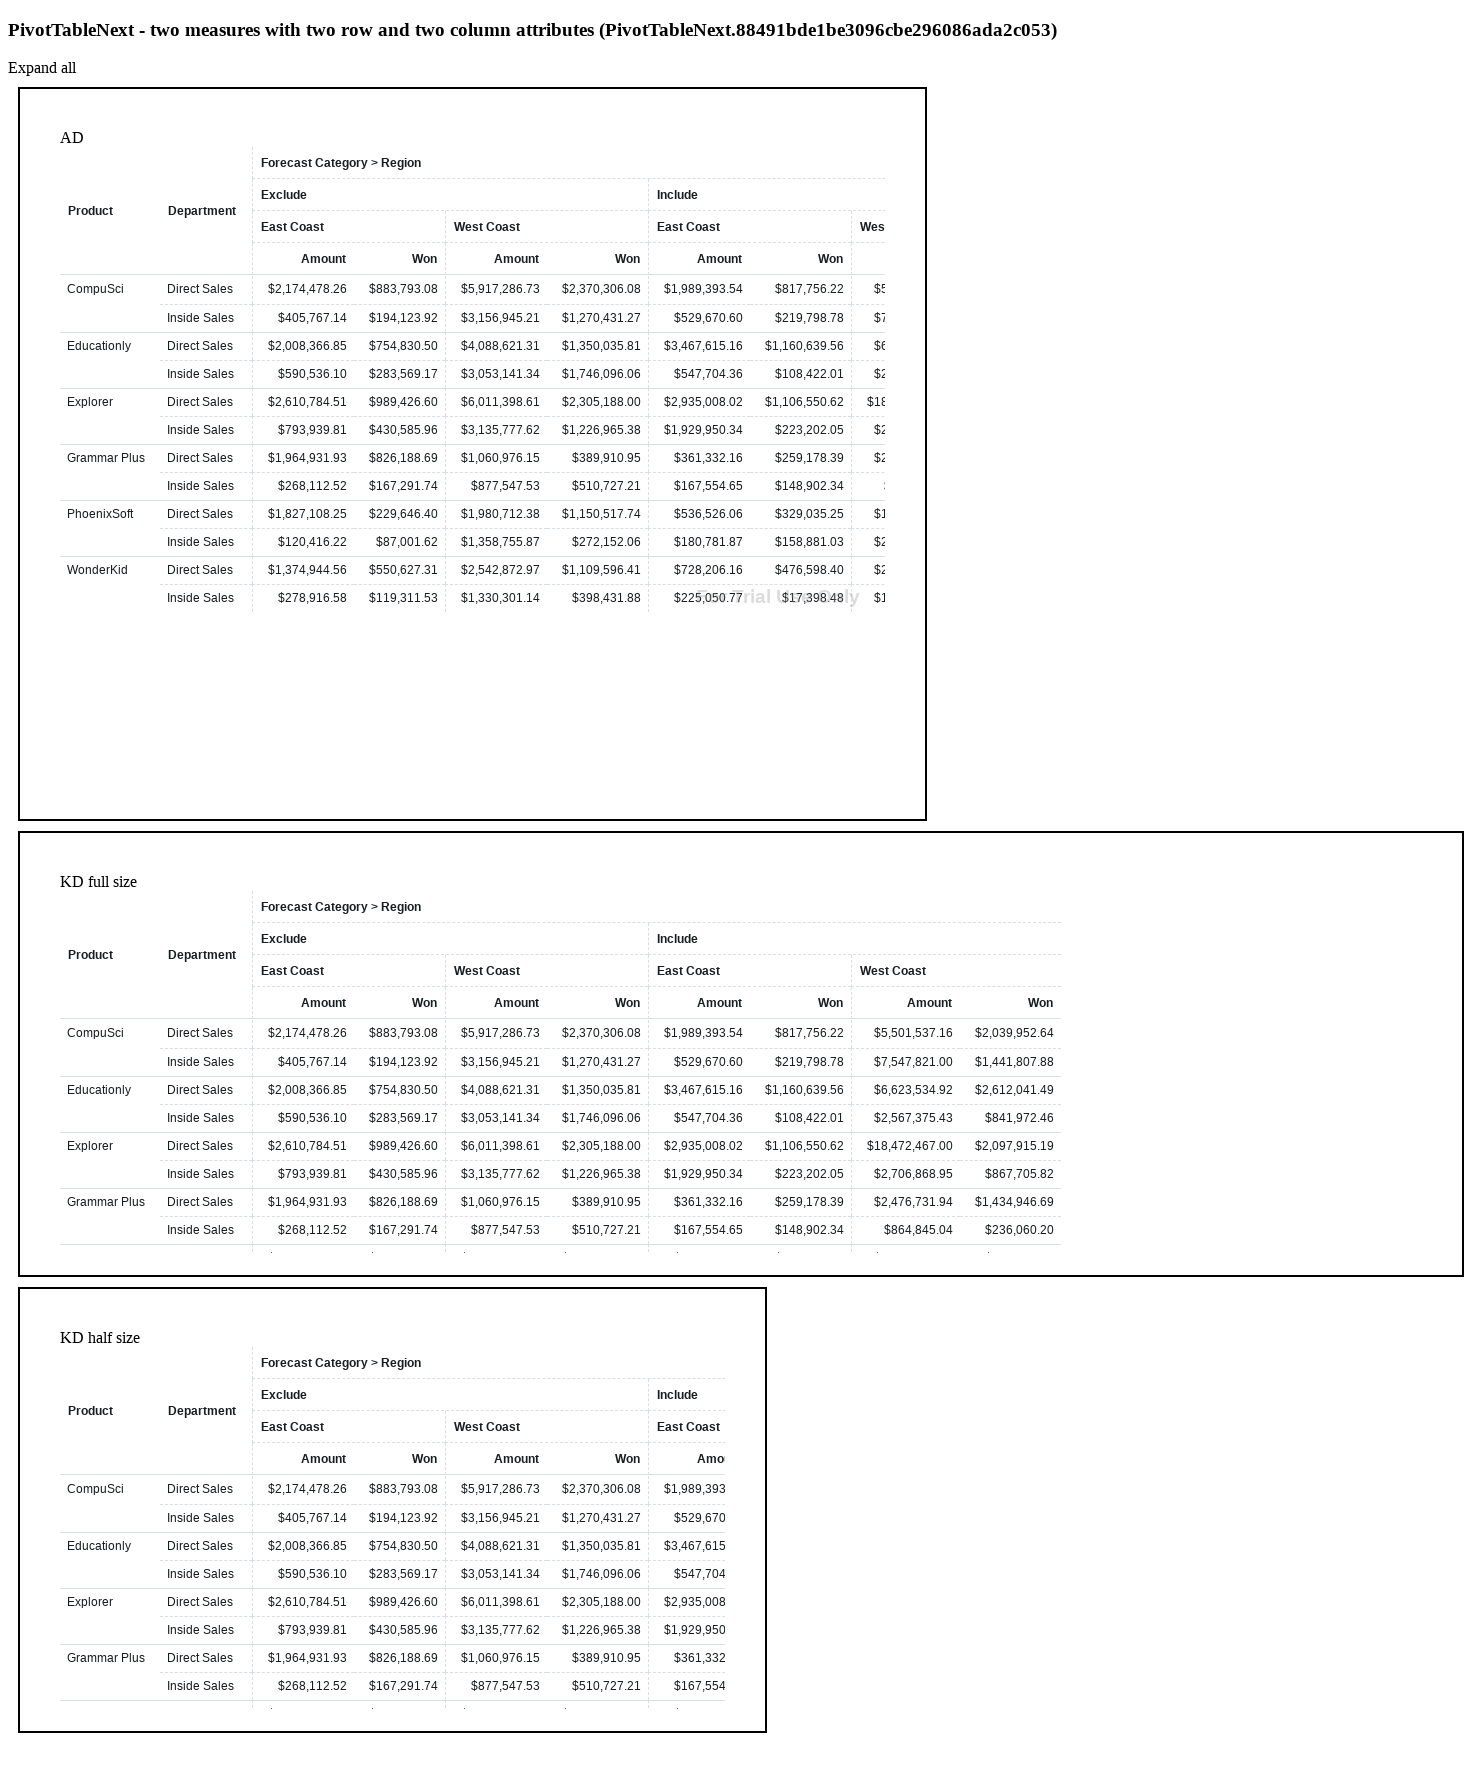 PivotTableNext - two measures with two row and two column attributes (PivotTableNext.88491bde1be3096cbe296086ada2c053)
Expand all
AD
Forecast Category > Region
Exclude Include
Product Department
East Coast West Coast East Coast Wes
Amount Won Amount Won Amount Won
CompuSci Direct Sales $2,174,478.26 $883,793.08 $5,917,286.73 $2,370,306.08 $1,989,393.54 $817,756.22 $5
Inside Sales $405,767.14 $194,123.92 $3,156,945.21 $1,270,431.27 $529,670.60 $219,798.78 $7
Educationly Direct Sales $2,008,366.85 $754,830.50 $4,088,621.31 $1,350,035.81 $3,467,615.16 $1,160,639.56 $6
Inside Sales $590,536.10 $283,569.17 $3,053,141.34 $1,746,096.06 $547,704.36 $108,422.01 $2
Explorer Direct Sales $2,610,784.51 $989,426.60 $6,011,398.61 $2,305,188.00 $2,935,008.02 $1,106,550.62 $18
Inside Sales $793,939.81 $430,585.96 $3,135,777.62 $1,226,965.38 $1,929,950.34 $223,202.05 $2
Grammar Plus Direct Sales $1,964,931.93 $826,188.69 $1,060,976.15 $389,910.95 $361,332.16 $259,178.39 $2
Inside Sales $268,112.52 $167,291.74 $877,547.53 $510,727.21 $167,554.65 $148,902.34
PhoenixSoft Direct Sales $1,827,108.25 $229,646.40 $1,980,712.38 $1,150,517.74 $536,526.06 $329,035.25 $1
Inside Sales $120,416.22 $87,001.62 $1,358,755.87 $272,152.06 $180,781.87 $158,881.03 $2
WonderKid Direct Sales $1,374,944.56 $550,627.31 $2,542,872.97 $1,109,596.41 $728,206.16 $476,598.40 $2
Inside Sales $278,916.58 $119,311.53 $1,330,301.14 $398,431.88 $225,050.77 $17,398.48 $1
For Trial Use Only
KD full size
Forecast Category > Region
Exclude Include
Product Department
East Coast West Coast East Coast West Coast
Amount Won Amount Won Amount Won Amount Won
CompuSci Direct Sales $2,174,478.26 $883,793.08 $5,917,286.73 $2,370,306.08 $1,989,393.54 $817,756.22 $5,501,537.16 $2,039,952.64
Inside Sales $405,767.14 $194,123.92 $3,156,945.21 $1,270,431.27 $529,670.60 $219,798.78 $7,547,821.00 $1,441,807.88
Educationly Direct Sales $2,008,366.85 $754,830.50 $4,088,621.31 $1,350,035.81 $3,467,615.16 $1,160,639.56 $6,623,534.92 $2,612,041.49
Inside Sales $590,536.10 $283,569.17 $3,053,141.34 $1,746,096.06 $547,704.36 $108,422.01 $2,567,375.43 $841,972.46
Explorer Direct Sales $2,610,784.51 $989,426.60 $6,011,398.61 $2,305,188.00 $2,935,008.02 $1,106,550.62 $18,472,467.00 $2,097,915.19
Inside Sales $793,939.81 $430,585.96 $3,135,777.62 $1,226,965.38 $1,929,950.34 $223,202.05 $2,706,868.95 $867,705.82
Grammar Plus Direct Sales $1,964,931.93 $826,188.69 $1,060,976.15 $389,910.95 $361,332.16 $259,178.39 $2,476,731.94 $1,434,946.69
Inside Sales $268,112.52 $167,291.74 $877,547.53 $510,727.21 $167,554.65 $148,902.34 $864,845.04 $236,060.20
KD half size
Forecast Category > Region
Exclude Include
Product Department
East Coast West Coast East Coast
Amount Won Amount Won Amou
CompuSci Direct Sales $2,174,478.26 $883,793.08 $5,917,286.73 $2,370,306.08 $1,989,393
Inside Sales $405,767.14 $194,123.92 $3,156,945.21 $1,270,431.27 $529,670
Educationly Direct Sales $2,008,366.85 $754,830.50 $4,088,621.31 $1,350,035.81 $3,467,615
Inside Sales $590,536.10 $283,569.17 $3,053,141.34 $1,746,096.06 $547,704
Explorer Direct Sales $2,610,784.51 $989,426.60 $6,011,398.61 $2,305,188.00 $2,935,008
Inside Sales $793,939.81 $430,585.96 $3,135,777.62 $1,226,965.38 $1,929,950
Grammar Plus Direct Sales $1,964,931.93 $826,188.69 $1,060,976.15 $389,910.95 $361,332
Inside Sales $268,112.52 $167,291.74 $877,547.53 $510,727.21 $167,554